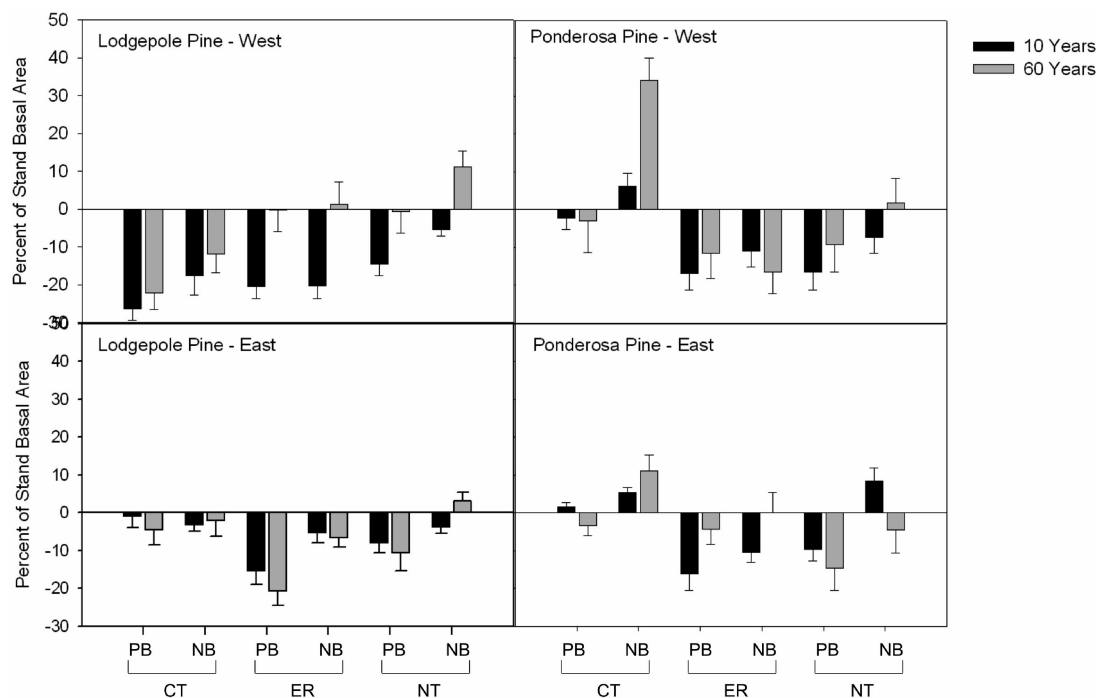 50
40
30
20
10
0
-10
-20
-30
Percent of Stand Basal Area
Lodgepole Pine - West
Ponderosa Pine - West
10 Years
60 Years
50
40
30
20
10
0
-10
-20
-30
Percent of Stand Basal Area
Lodgepole Pine - East
Ponderosa Pine - East
PB NB PB NB PB NB PB NB PB NB PB NB
CT ER NT CT ER NT